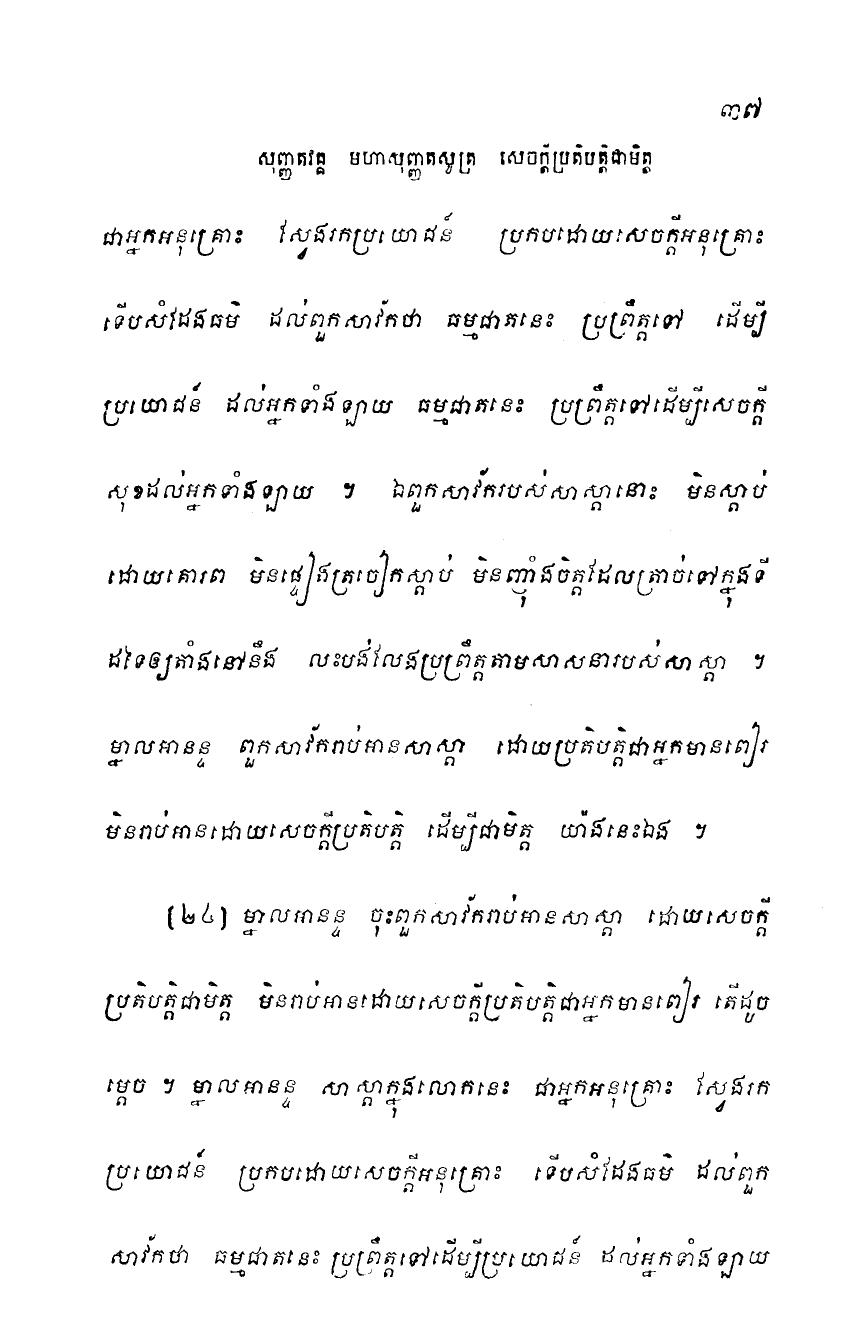 ៣៧
សុញ្ញតវគ្គ មហាសុញ្ញតសូត្រ សេចក្តីប្រតិបត្តិជាមិត្ត
ជាអ្នកអនុគ្រោះ ស្វែងរកប្រយោជន៍ ប្រកបដោយសេចក្តីអនុគ្រោះ
ទើបសំដែងធម៌ ដល់ពួកសាវ័កថា ធម្មជាតនេះ ប្រព្រឹត្តទៅ ដើម្បី
ប្រយោជន៍ ដល់អ្នកទាំងឡាយ ធម្មជាតនេះ ប្រព្រឹត្តទៅដើម្បីសេចក្តី
សុខដល់អ្នកទាំងឡាយ ។ ឯពួកសាវ័ករបស់សាស្តានោះ មិនស្តាប់
ដោយគោរព មិនផ្ទៀងត្រចៀកស្តាប់ មិនញ៉ាំងចិត្តដែលត្រាច់ទៅក្នុងទី
ដទៃឲ្យតាំងនៅនឹង លះបង់លែងប្រព្រឹត្តតាមសាសនារបស់សាស្តា ។
ម្នាលអានន្ទ ពួកសាវ័ករាប់អានសាស្តា ដោយប្រតិបត្តិជាអ្នកមានពៀរ
មិនរាប់អានដោយសេចក្តីប្រតិបត្តិ ដើម្បីជាមិត្ត យ៉ាងនេះឯង ។
(២៤) ម្នាលអានន្ទ ចុះពួកសាវ័ករាប់អានសាស្តា ដោយសេចក្តី
ប្រតិបត្តិជាមិត្ត មិនរាប់អានដោយសេចក្តីប្រតិបត្តិជាអ្នកមានពៀរ តើដូច
ម្តេច ។ ម្នាលអានន្ទ សាស្តាក្នុងលោកនេះ ជាអ្នកអនុគ្រោះ ស្វែងរក
ប្រយោជន៍ ប្រកបដោយសេចក្តីអនុគ្រោះ ទើបសំដែងធម៌ ដល់ពួក
សាវ័កថា ធម្មជាតនេះ ប្រព្រឹត្តទៅដើម្បីប្រយោជន៍ ដល់អ្នកទាំងឡាយ